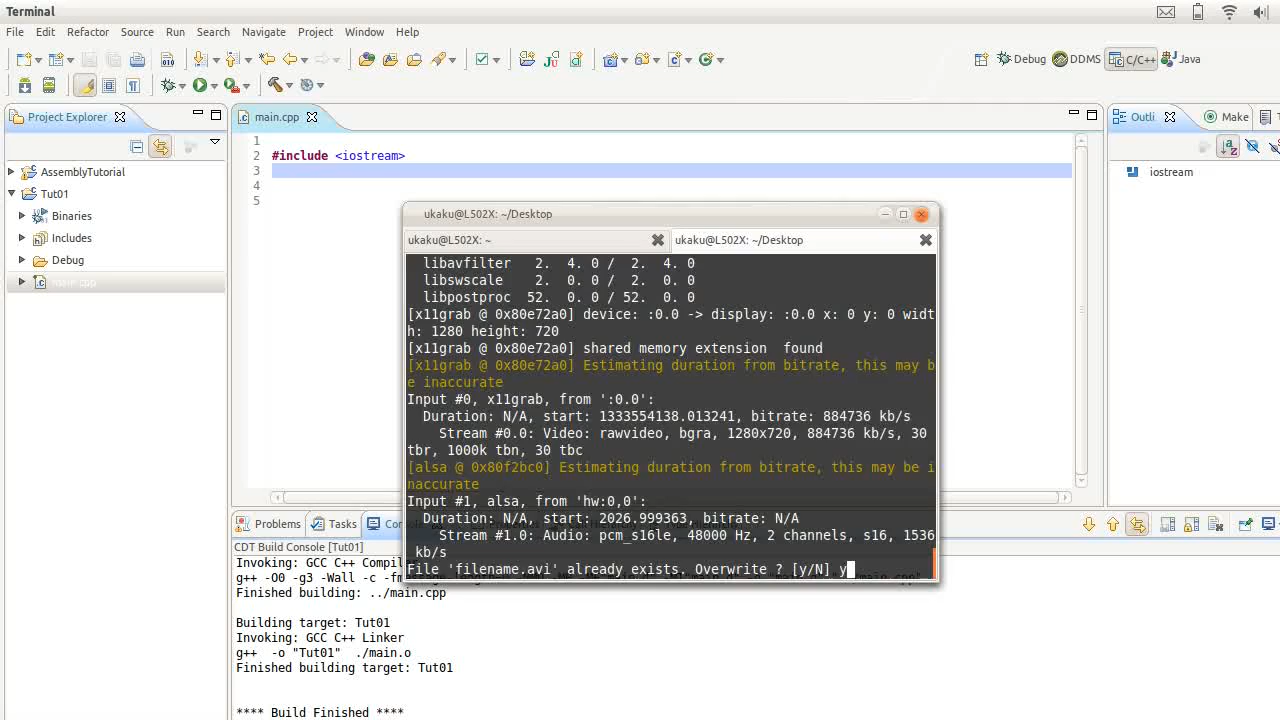 Terminal
File Edit Refactor Source Run Search Navigate Project Window Help
Debug DDMS C/C++ Java
Project Explorer
main.cpp
Outli
Make
AssemblyTutorial
Tut01
Binaries
Includes
Debug
main.cpp
1
2 #include <iostream>
3
4
5
iostream
ukaku@L502X: ~/Desktop
ukaku@L502X: ~
ukaku@L502X: ~/Desktop
libavfilter 2. 4. 0 / 2. 4. 0
libswscale 2. 0. 0 / 2. 0. 0
libpostproc 52. 0. 0 / 52. 0. 0
[x11grab @ 0x80e72a0] device: :0.0 -> display: :0.0 x: 0 y: 0 widt
h: 1280 height: 720
[x11grab @ 0x80e72a0] shared memory extension found
[x11grab @ 0x80e72a0] Estimating duration from bitrate, this may b
e inaccurate
Input #0, x11grab, from ':0.0':
Duration: N/A, start: 1333554138.013241, bitrate: 884736 kb/s
Stream #0.0: Video: rawvideo, bgra, 1280x720, 884736 kb/s, 30
tbr, 1000k tbn, 30 tbc
[alsa @ 0x80f2bc0] Estimating duration from bitrate, this may be i
naccurate
Input #1, alsa, from 'hw:0,0':
Duration: N/A, start: 2026.999363, bitrate: N/A
Stream #1.0: Audio: pcm_s16le, 48000 Hz, 2 channels, s16, 1536
kb/s
File 'filename.avi' already exists. Overwrite ? [y/N] y
Problems Tasks Cons
CDT Build Console [Tut01]
Invoking: GCC C++ Compil
g++ -O0 -g3 -Wall -c -fm
Finished building: ../main.cpp
Building target: Tut01
Invoking: GCC C++ Linker
g++ -o "Tut01" ./main.o
Finished building target: Tut01
**** Build Finished ****